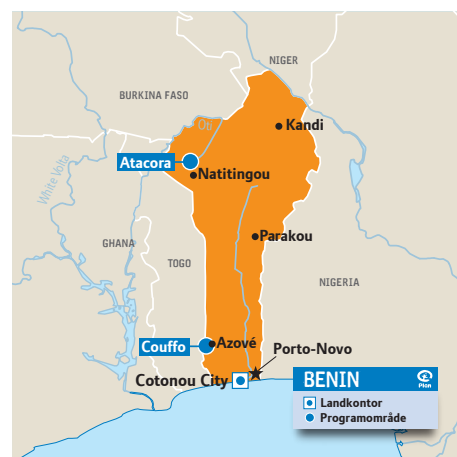 NIGER
BURKINA FASO
Oti
Kandi
Atacora
Natitingou
White Volta
Parakou
GHANA
TOGO
NIGERIA
Couffo
Azové
Porto-Novo
Cotonou City
BENIN
Plan
Landkontor
Programområde